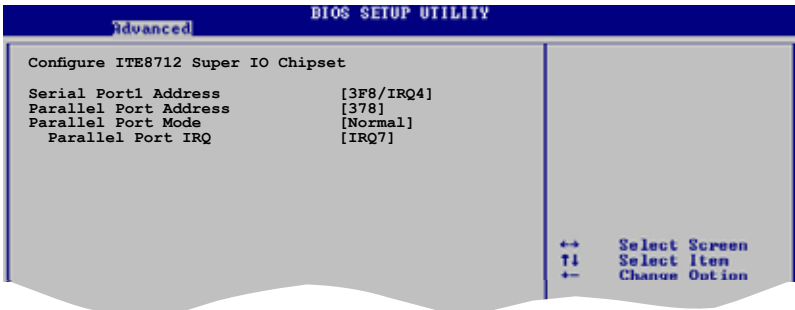 BIOS SETUP UTILITY
Advanced
Configure ITE8712 Super IO Chipset
Serial Port1 Address [3F8/IRQ4]
Parallel Port Address [378]
Parallel Port Mode [Normal]
Parallel Port IRQ [IRQ7]
←→ Select Screen
↑↓ Select Item
+- Change Option